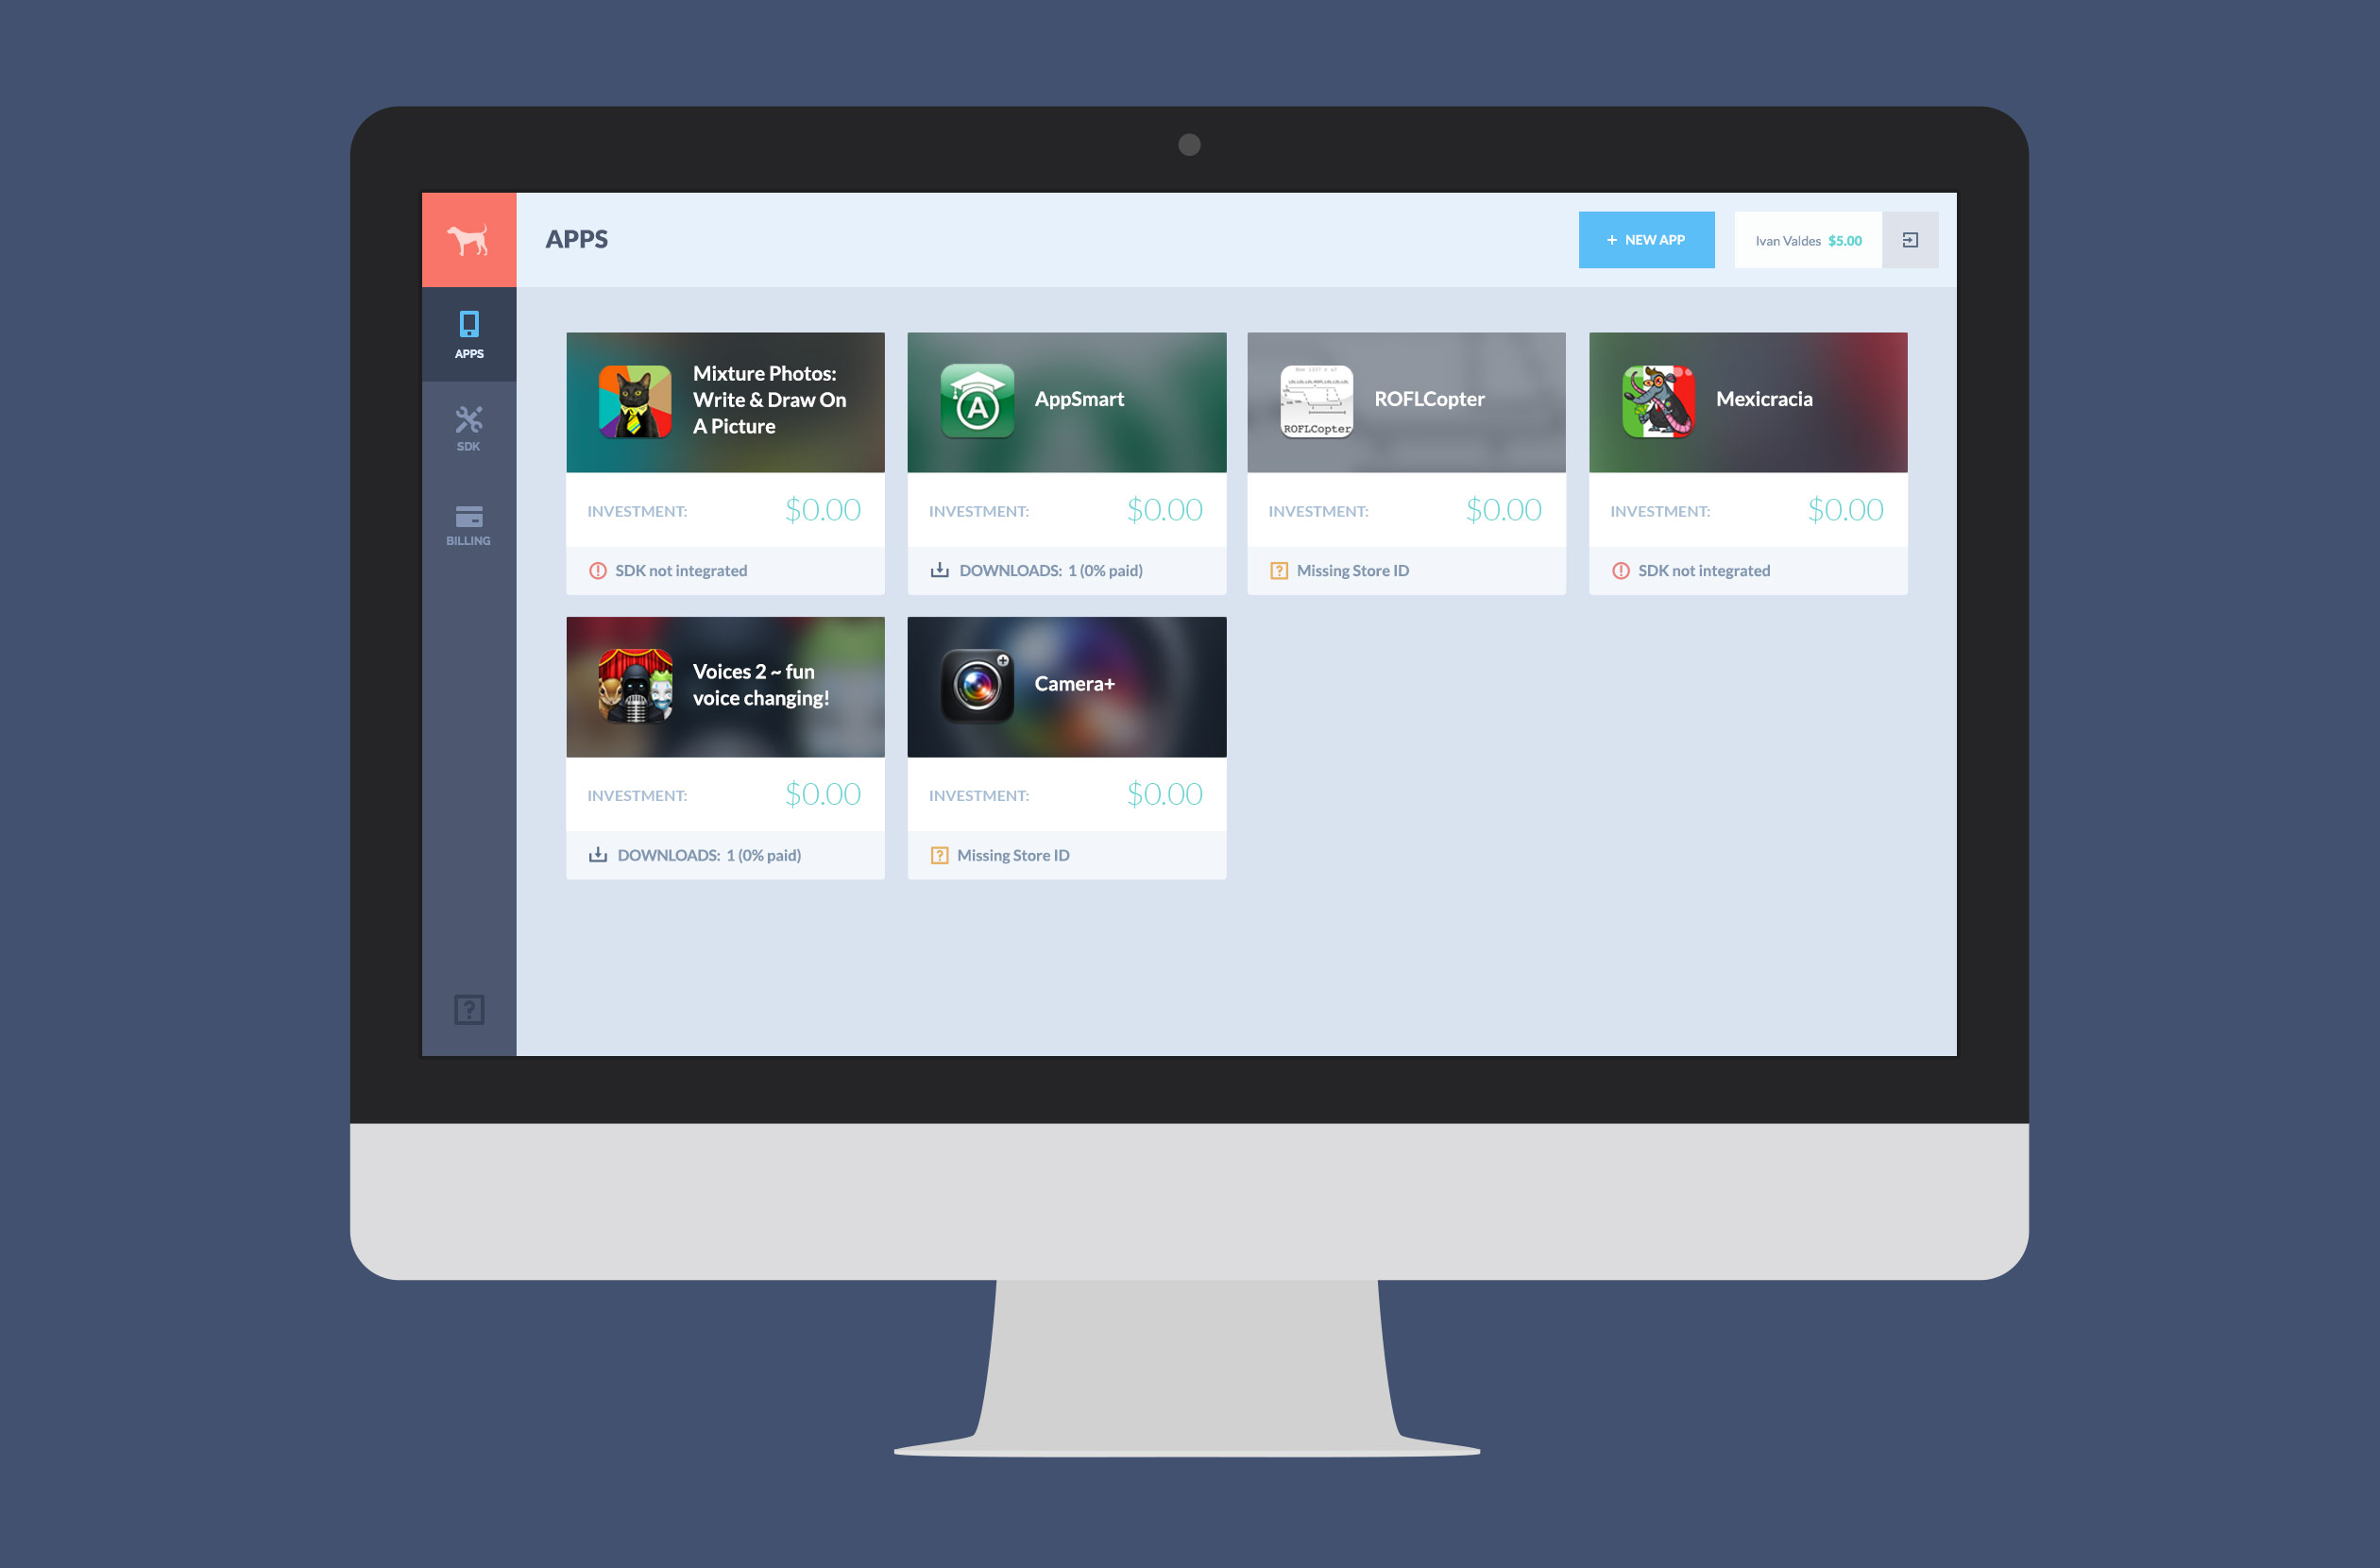 APPS
+ NEW APP
Ivan Valdes $5.00
APPS
SDK
BILLING
Mixture Photos:
Write & Draw On
A Picture
INVESTMENT: $0.00
SDK not integrated
A
AppSmart
INVESTMENT: $0.00
DOWNLOADS: 1 (0% paid)
ROFLCopter
ROFLCopter
INVESTMENT: $0.00
Missing Store ID
Mexicracia
INVESTMENT: $0.00
SDK not integrated
Voices 2 ~ fun
voice changing!
INVESTMENT: $0.00
DOWNLOADS: 1 (0% paid)
Camera+
INVESTMENT: $0.00
Missing Store ID